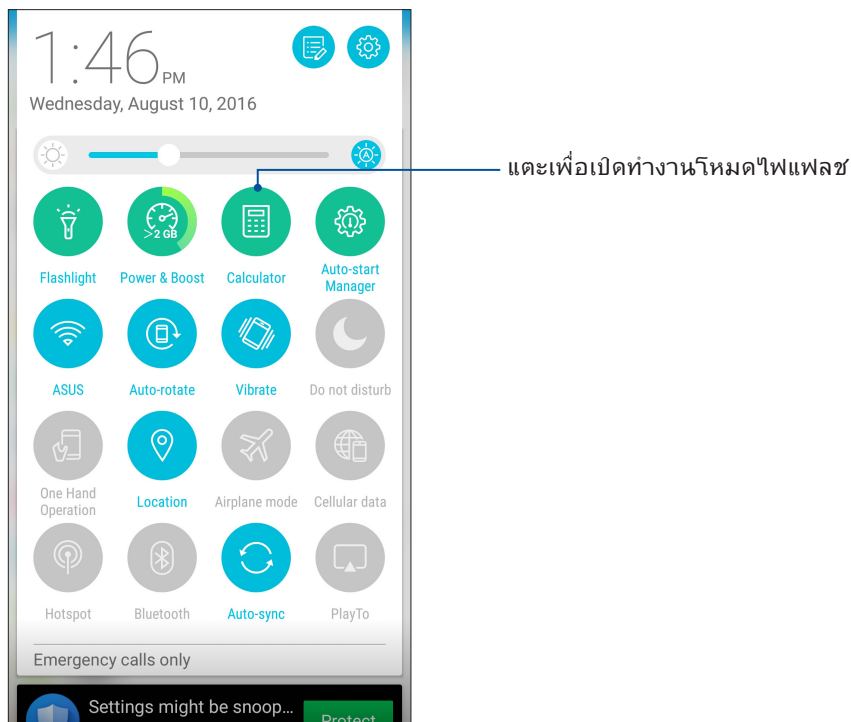 1:46 PM
Wednesday, August 10, 2016
A
แตะเพื่อเปิดทำงานโหมดไฟแฟลช
>2 GB
Flashlight
Power & Boost
Calculator
Auto-start
Manager
ASUS
Auto-rotate
Vibrate
Do not disturb
One Hand
Operation
Location
Airplane mode
Cellular data
Hotspot
Bluetooth
Auto-sync
PlayTo
Emergency calls only
Settings might be snoop...
Protect